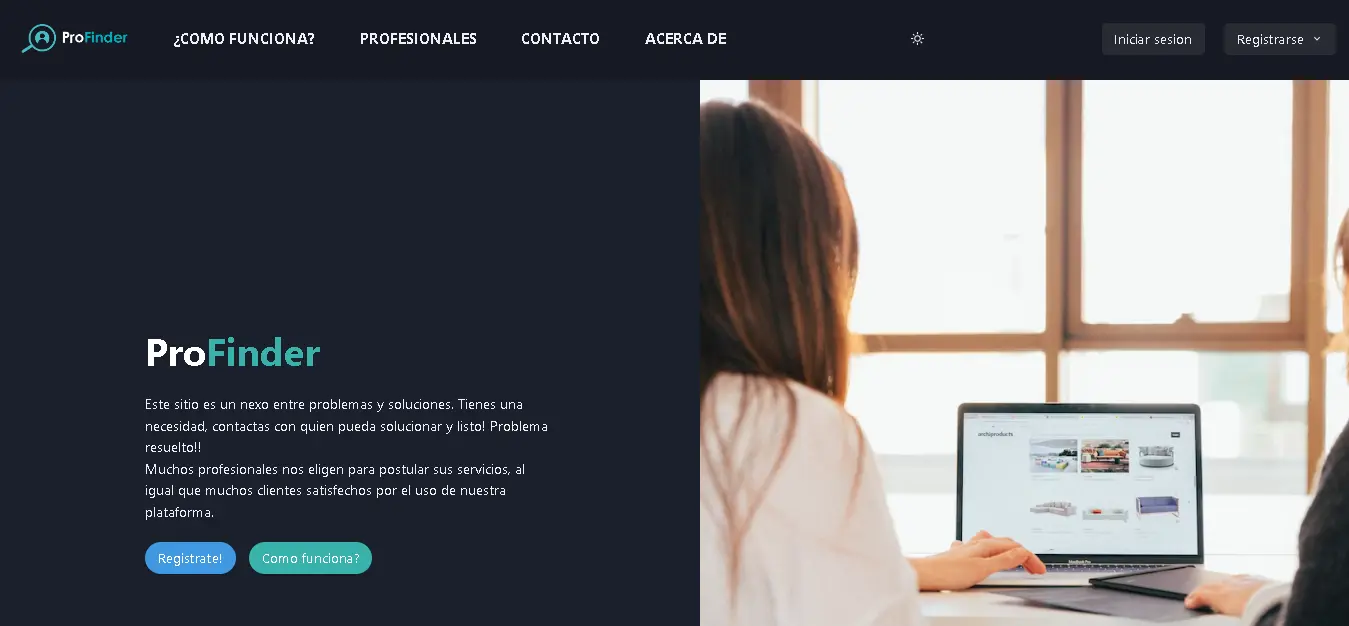 ProFinder
¿COMO FUNCIONA?
PROFESIONALES
CONTACTO
ACERCA DE
Iniciar sesion
Registrarse
ProFinder
Este sitio es un nexo entre problemas y soluciones. Tienes una
necesidad, contactas con quien pueda solucionar y listo! Problema
resuelto!!
Muchos profesionales nos eligen para postular sus servicios, al
igual que muchos clientes satisfechos por el uso de nuestra
plataforma.
Registrate!
Como funciona?
archiproducts
MacBook Pro